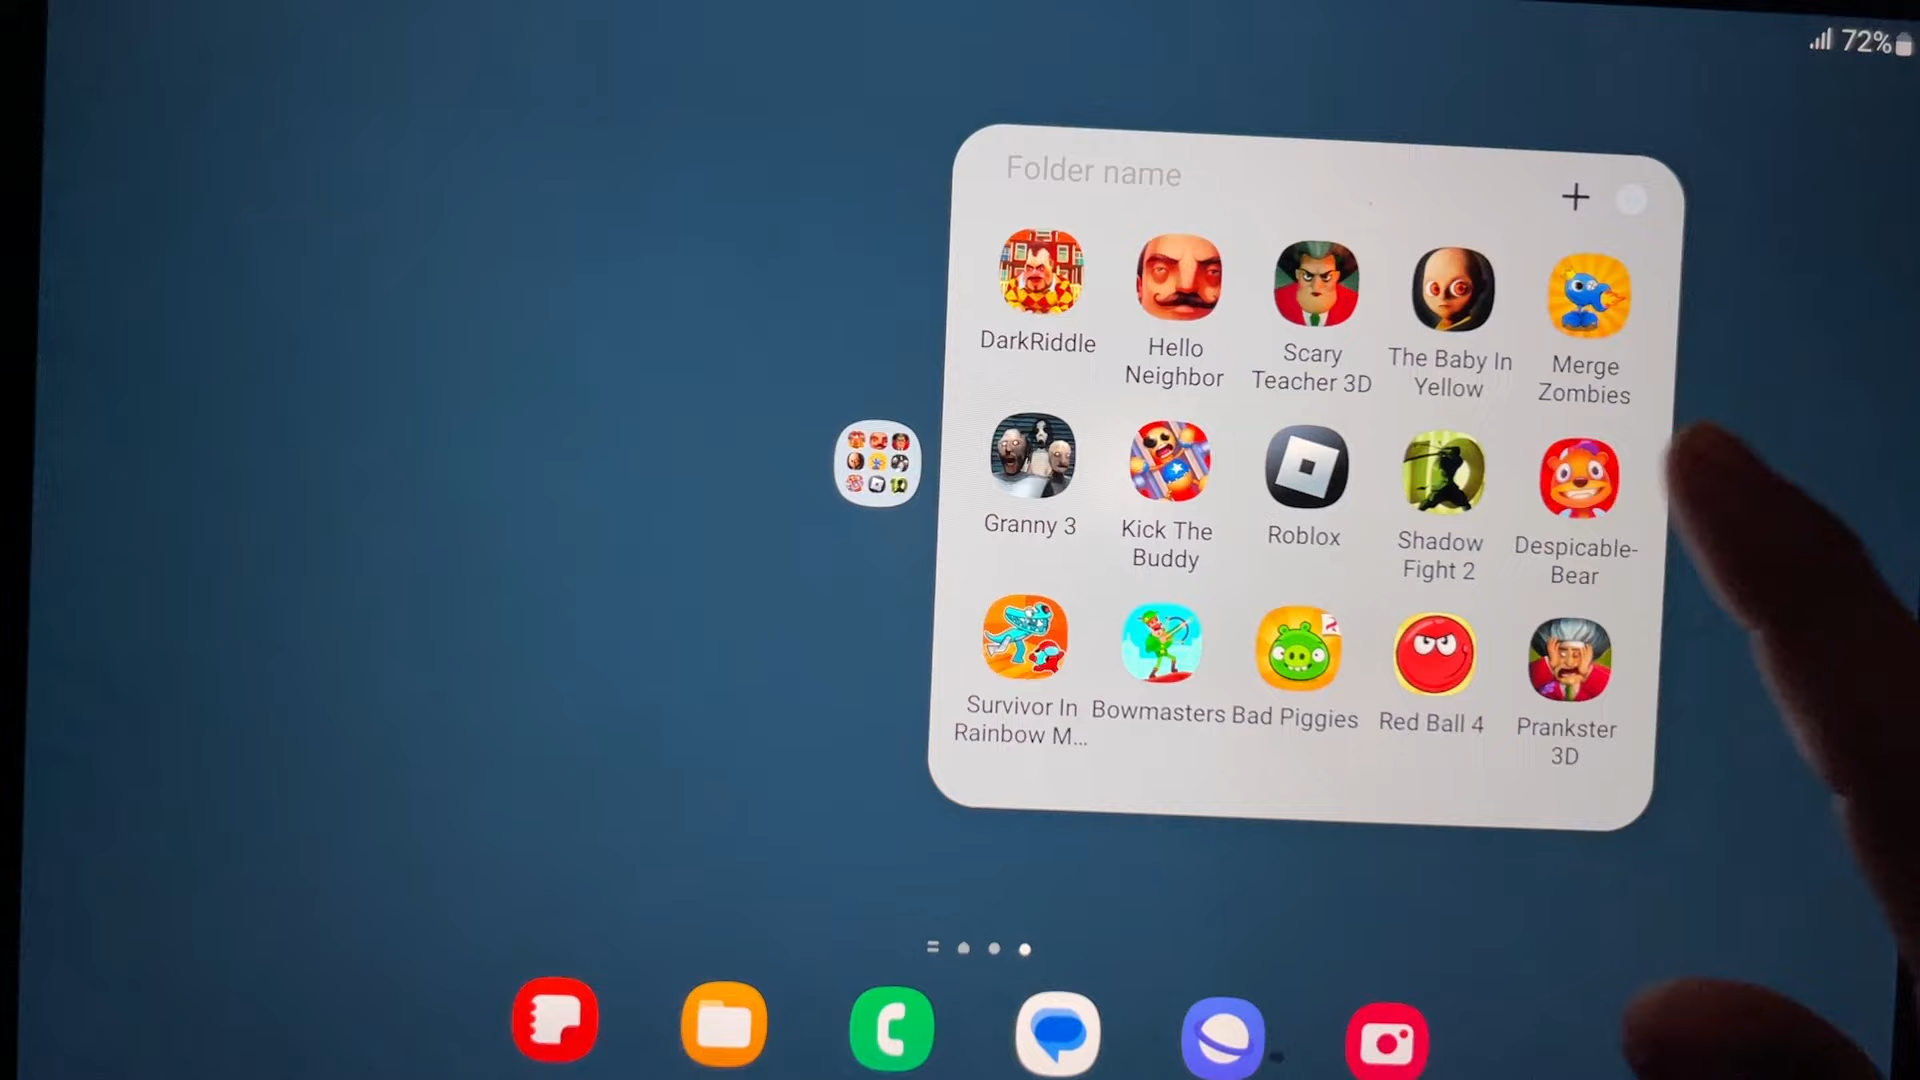 72%
Folder name
DarkRiddle
Hello
Neighbor
Scary
Teacher 3D
The Baby In
Yellow
Merge
Zombies
Granny 3
Kick The
Buddy
Roblox
Shadow
Fight 2
Despicable-
Bear
Survivor In
Rainbow M...
Bowmasters
Bad Piggies
Red Ball 4
Prankster
3D